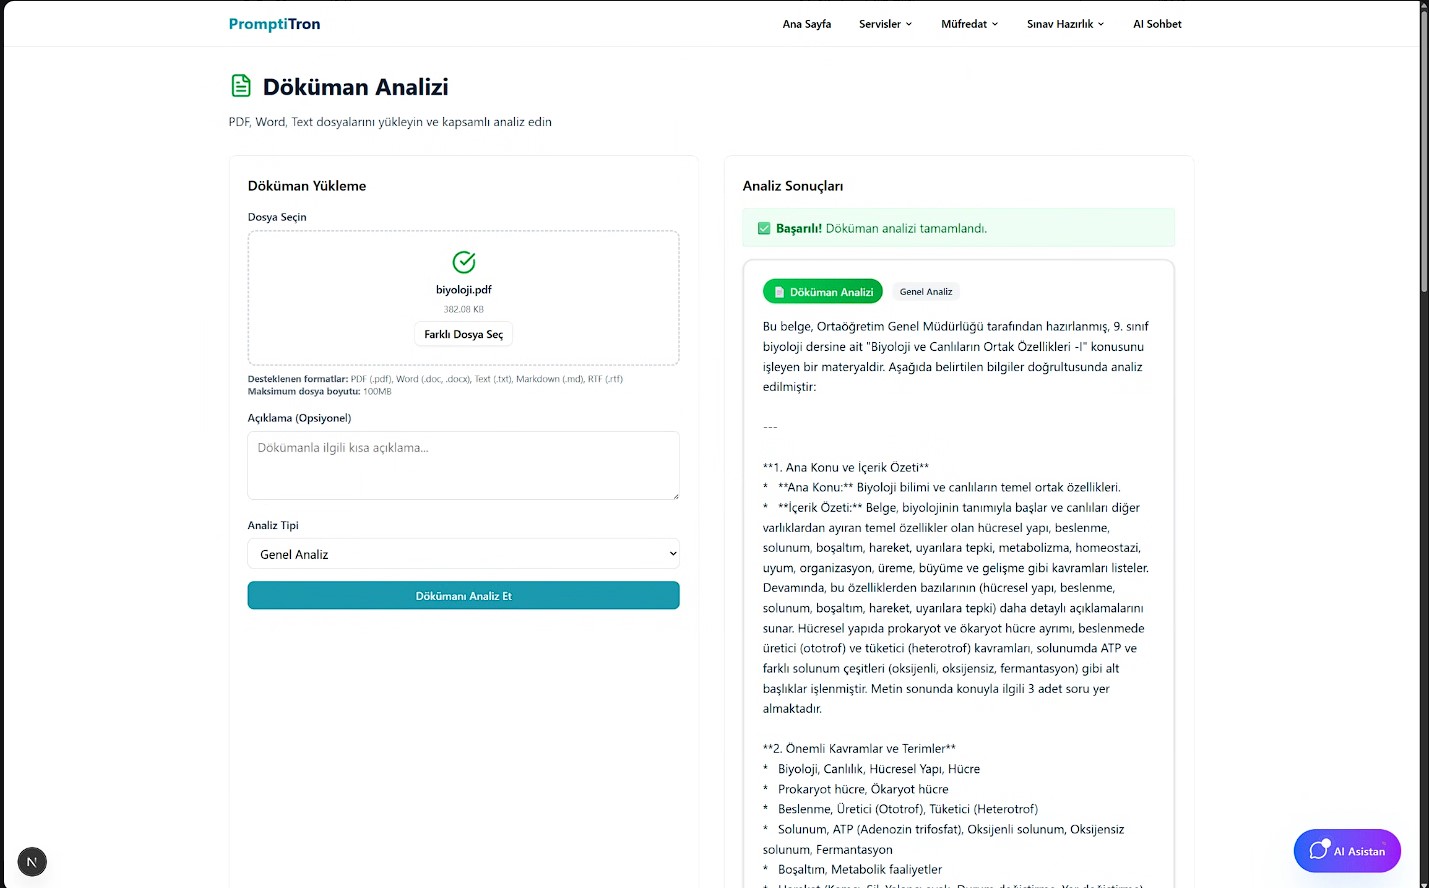 PromptiTron
Ana Sayfa
Servisler
Müfredat
Sınav Hazırlık
AI Sohbet
Döküman Analizi
PDF, Word, Text dosyalarını yükleyin ve kapsamlı analiz edin
Döküman Yükleme
Dosya Seçin
biyoloji.pdf
382.08 KB
Farklı Dosya Seç
Desteklenen formatlar: PDF (.pdf), Word (.doc, .docx), Text (.txt), Markdown (.md), RTF (.rtf)
Maksimum dosya boyutu: 100MB
Açıklama (Opsiyonel)
Dökümanla ilgili kısa açıklama...
Analiz Tipi
Genel Analiz
Dökümanı Analiz Et
Analiz Sonuçları
✅ Başarılı! Döküman analizi tamamlandı.
Döküman Analizi
Genel Analiz
Bu belge, Ortaöğretim Genel Müdürlüğü tarafından hazırlanmış, 9. sınıf
biyoloji dersine ait "Biyoloji ve Canlıların Ortak Özellikleri -I" konusunu
işleyen bir materyaldir. Aşağıda belirtilen bilgiler doğrultusunda analiz
edilmiştir:
---
**1. Ana Konu ve İçerik Özeti**
* **Ana Konu:** Biyoloji bilimi ve canlıların temel ortak özellikleri.
* **İçerik Özeti:** Belge, biyolojinin tanımıyla başlar ve canlıları diğer
varlıklardan ayıran temel özellikler olan hücresel yapı, beslenme,
solunum, boşaltım, hareket, uyarılara tepki, metabolizma, homeostazi,
uyum, organizasyon, üreme, büyüme ve gelişme gibi kavramları listeler.
Devamında, bu özelliklerden bazılarının (hücresel yapı, beslenme,
solunum, boşaltım, hareket, uyarılara tepki) daha detaylı açıklamalarını
sunar. Hücresel yapıda prokaryot ve ökaryot hücre ayrımı, beslenmede
üretici (ototrof) ve tüketici (heterotrof) kavramları, solunumda ATP ve
farklı solunum çeşitleri (oksijenli, oksijensiz, fermantasyon) gibi alt
başlıklar işlenmiştir. Metin sonunda konuyla ilgili 3 adet soru yer
almaktadır.
**2. Önemli Kavramlar ve Terimler**
* Biyoloji, Canlılık, Hücresel Yapı, Hücre
* Prokaryot hücre, Ökaryot hücre
* Beslenme, Üretici (Ototrof), Tüketici (Heterotrof)
* Solunum, ATP (Adenozin trifosfat), Oksijenli solunum, Oksijensiz
solunum, Fermantasyon
* Boşaltım, Metabolik faaliyetler
N
AI Asistan